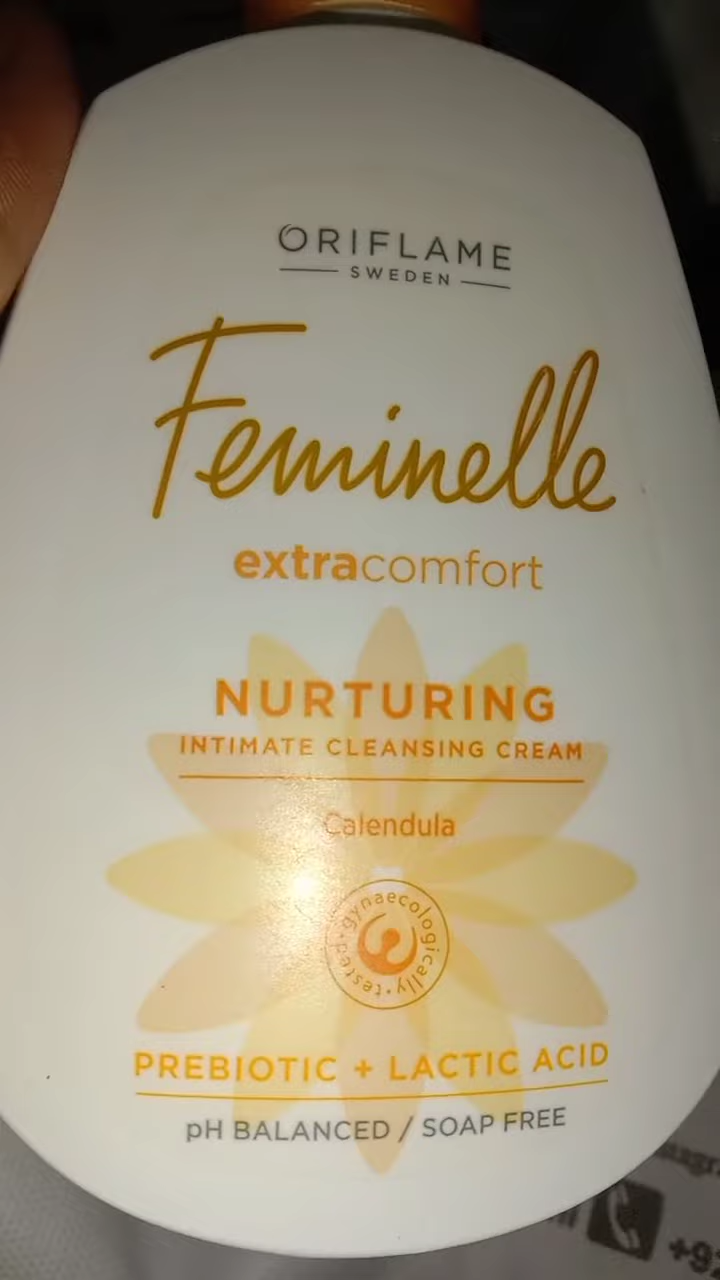 ORIFLAME
SWEDEN
Feminelle
extracomfort
NURTURING
INTIMATE CLEANSING CREAM
Calendula
gynaecologically · tested ·
PREBIOTIC + LACTIC ACID
pH BALANCED / SOAP FREE